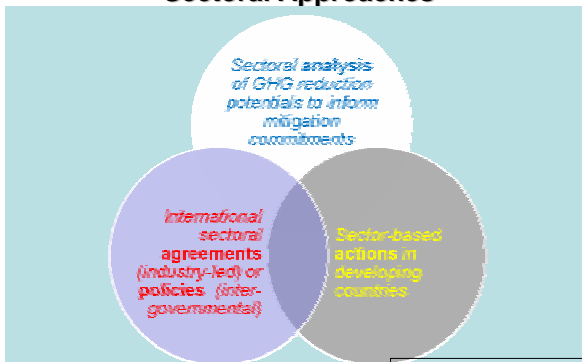 Sectoral Approaches
Sectoral analysis
of GHG reduction
potentials to inform
mitigation
commitments
International
sectoral
agreements
(industry-led) or
policies (inter-
governmental)
Sector-based
actions in
developing
countries